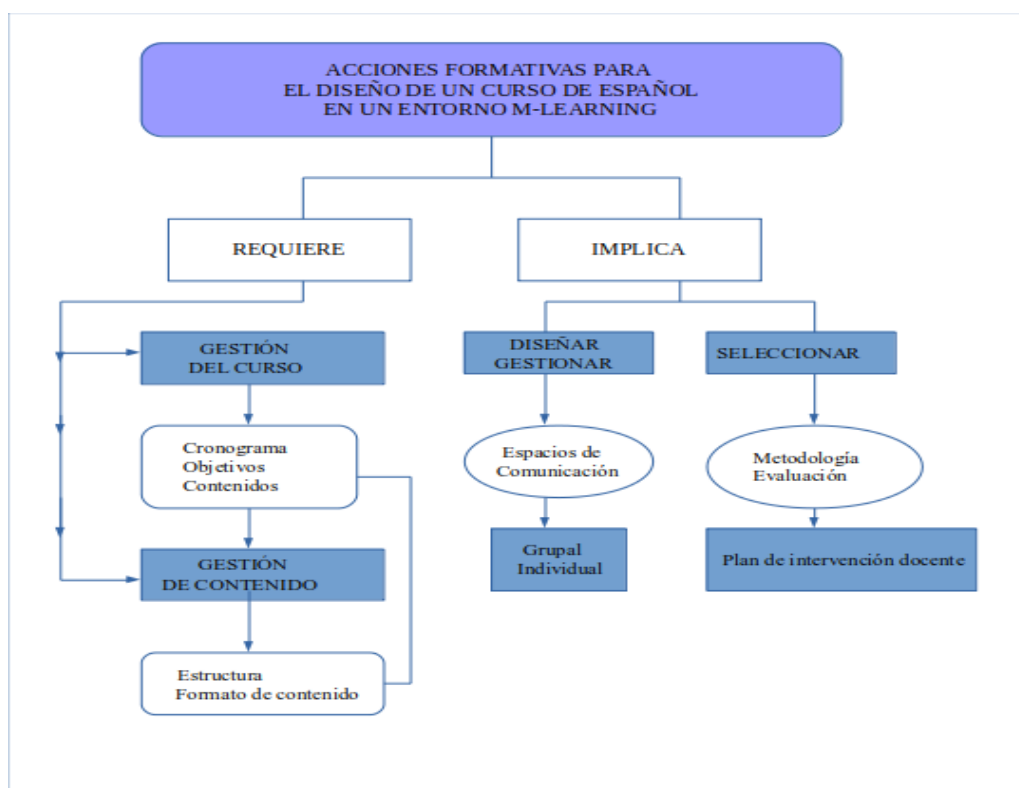 ACCIONES FORMATIVAS PARA
EL DISEÑO DE UN CURSO DE ESPAÑOL
EN UN ENTORNO M-LEARNING
REQUIERE
IMPLICA
GESTIÓN
DEL CURSO
Cronograma
Objetivos
Contenidos
GESTIÓN
DE CONTENIDO
Estructura
Formato de contenido
DISEÑAR
GESTIONAR
Espacios de
Comunicación
Grupal
Individual
SELECCIONAR
Metodología
Evaluación
Plan de intervención docente